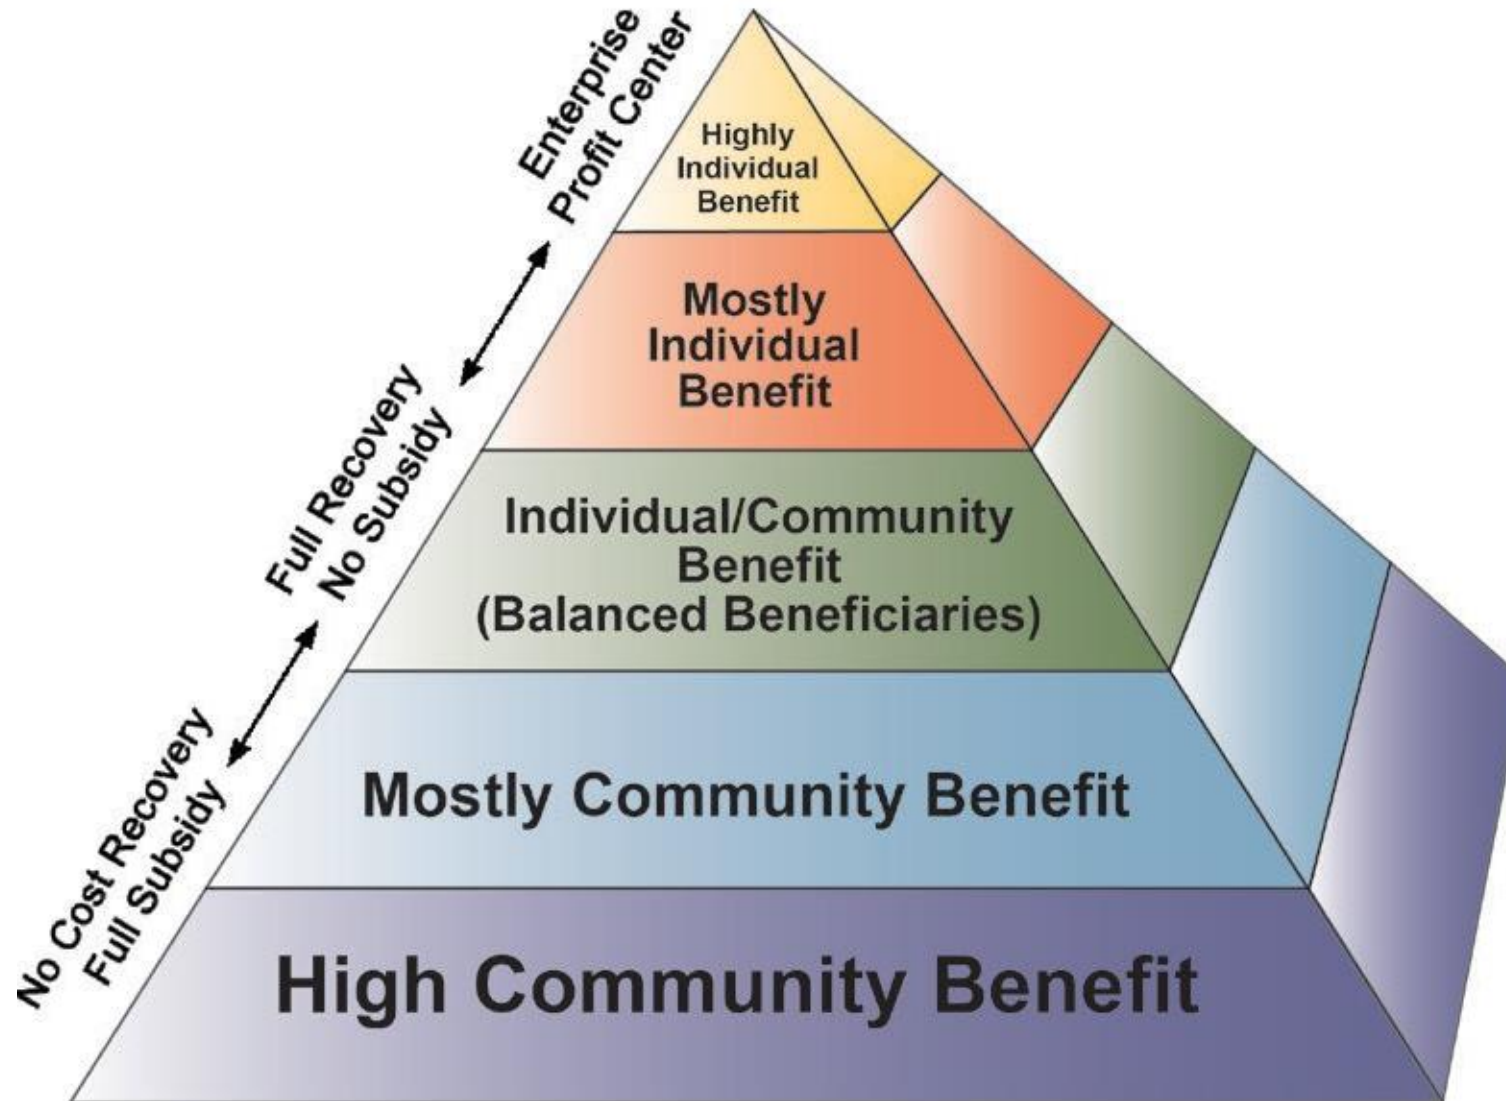 Enterprise
Profit Center
Highly
Individual
Benefit
Mostly
Individual
Benefit
Full Recovery
No Subsidy
Individual/Community
Benefit
(Balanced Beneficiaries)
Mostly Community Benefit
No Cost Recovery
Full Subsidy
High Community Benefit